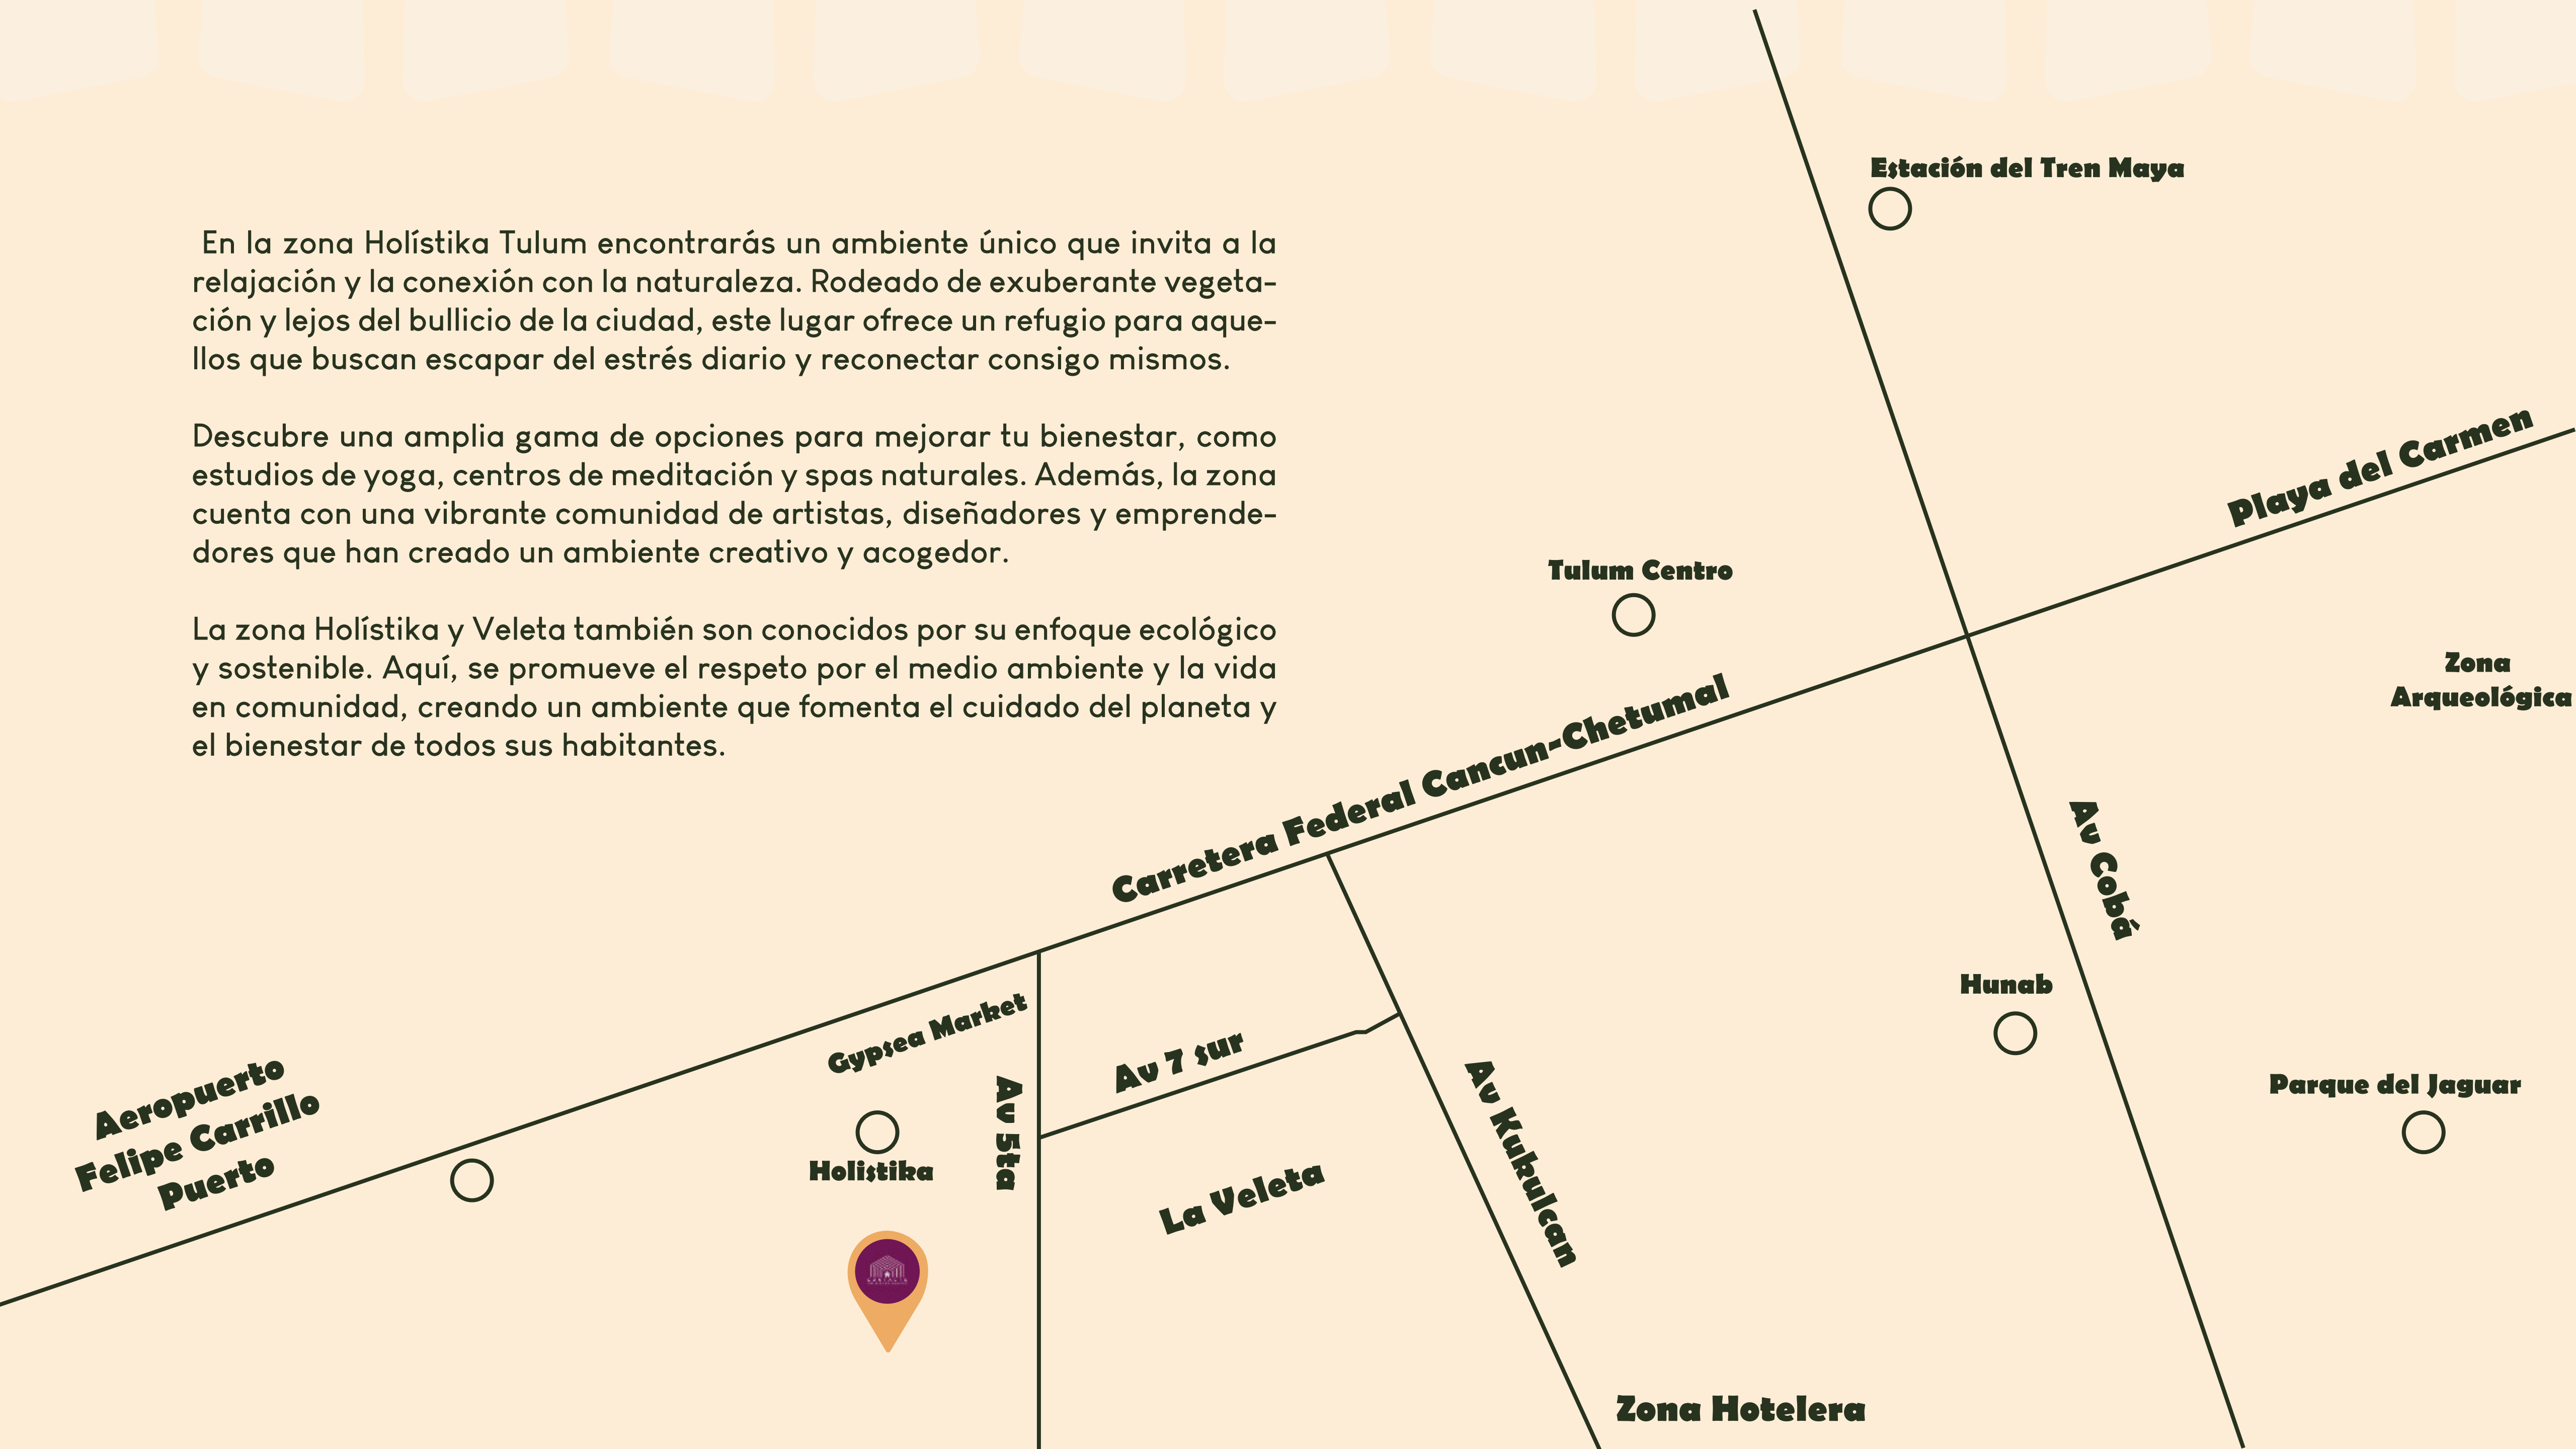 En la zona Holístika Tulum encontrarás un ambiente único que invita a la
relajación y la conexión con la naturaleza. Rodeado de exuberante vegeta-
ción y lejos del bullicio de la ciudad, este lugar ofrece un refugio para aque-
llos que buscan escapar del estrés diario y reconectar consigo mismos.
Descubre una amplia gama de opciones para mejorar tu bienestar, como
estudios de yoga, centros de meditación y spas naturales. Además, la zona
cuenta con una vibrante comunidad de artistas, diseñadores y emprende-
dores que han creado un ambiente creativo y acogedor.
La zona Holístika y Veleta también son conocidos por su enfoque ecológico
y sostenible. Aquí, se promueve el respeto por el medio ambiente y la vida
en comunidad, creando un ambiente que fomenta el cuidado del planeta y
el bienestar de todos sus habitantes.
Estación del Tren Maya
Playa del Carmen
Tulum Centro
Zona
Arqueológica
Carretera Federal Cancun-Chetumal
Av Cobá
Hunab
Parque del Jaguar
Gypsea Market
Av 7 sur
Av 5ta
Av Kukulcan
Aeropuerto
Felipe Carrillo
Puerto
Holistika
La Veleta
Zona Hotelera